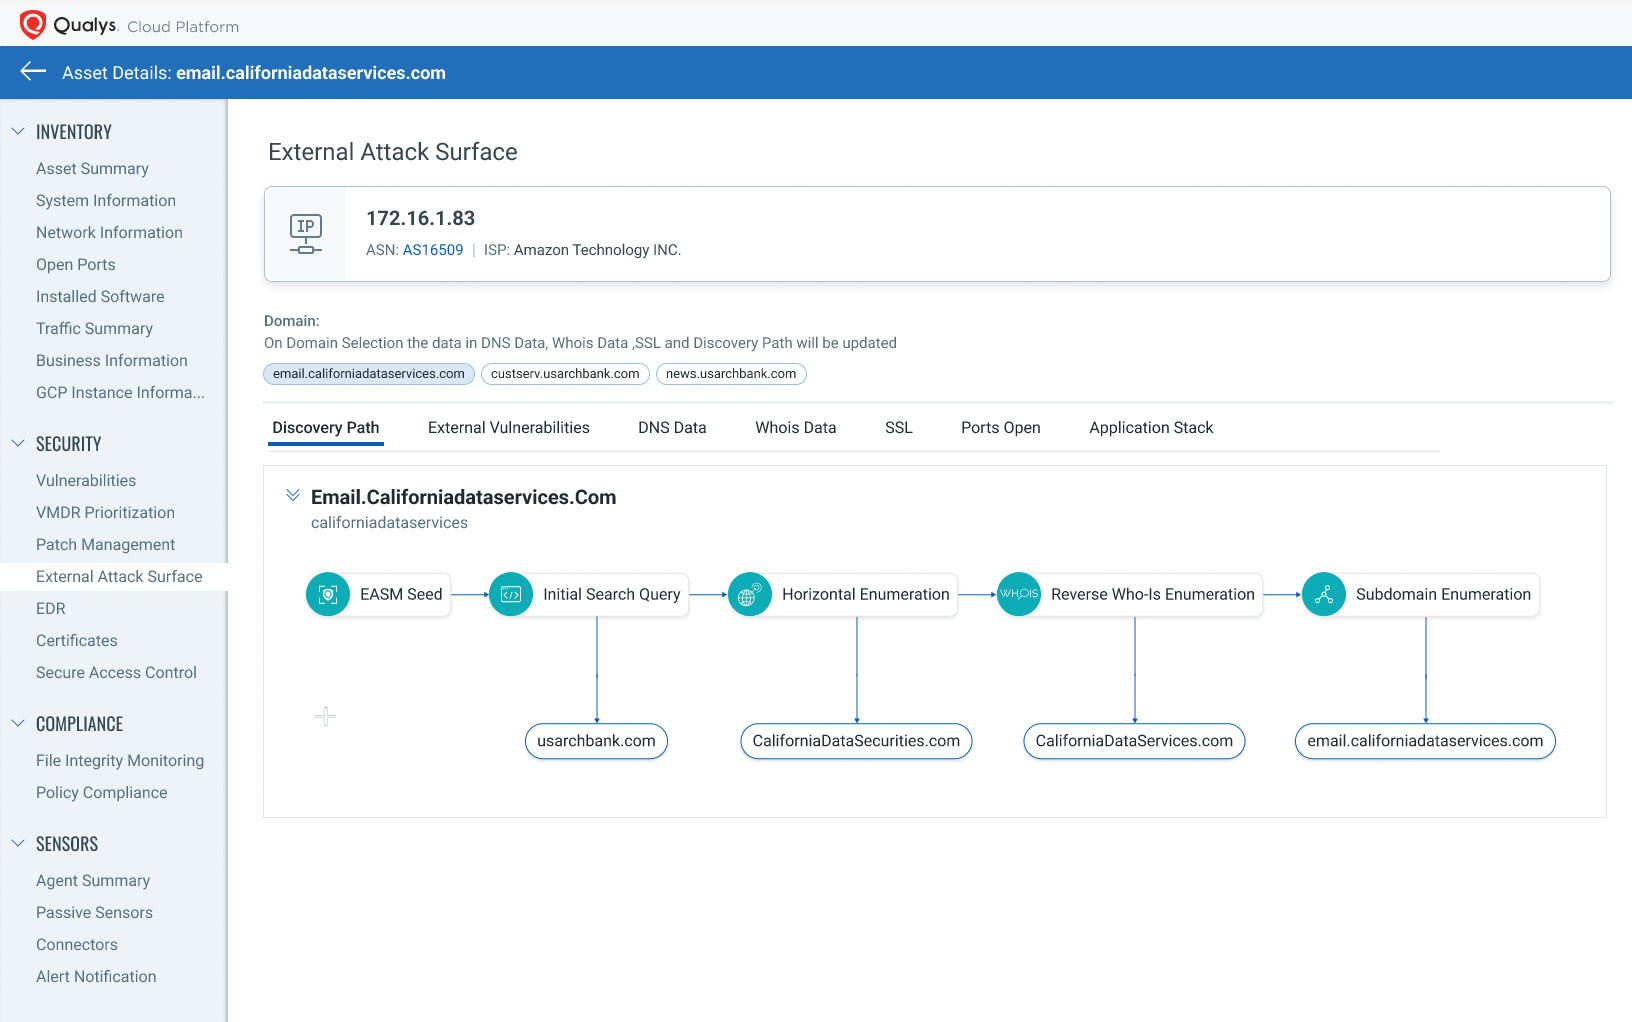 Qualys. Cloud Platform
Asset Details: email.californiadataservices.com
INVENTORY
Asset Summary
System Information
Network Information
Open Ports
Installed Software
Traffic Summary
Business Information
GCP Instance Informa...
SECURITY
Vulnerabilities
VMDR Prioritization
Patch Management
External Attack Surface
EDR
Certificates
Secure Access Control
COMPLIANCE
File Integrity Monitoring
Policy Compliance
SENSORS
Agent Summary
Passive Sensors
Connectors
Alert Notification
External Attack Surface
IP
172.16.1.83
ASN: AS16509 | ISP: Amazon Technology INC.
Domain:
On Domain Selection the data in DNS Data, Whois Data ,SSL and Discovery Path will be updated
email.californiadataservices.com custserv.usarchbank.com news.usarchbank.com
Discovery Path External Vulnerabilities DNS Data Whois Data SSL Ports Open Application Stack
Email.Californiadataservices.Com
californiadataservices
EASM Seed Initial Search Query Horizontal Enumeration WHOIS Reverse Who-Is Enumeration Subdomain Enumeration
usarchbank.com CaliforniaDataSecurities.com CaliforniaDataServices.com email.californiadataservices.com